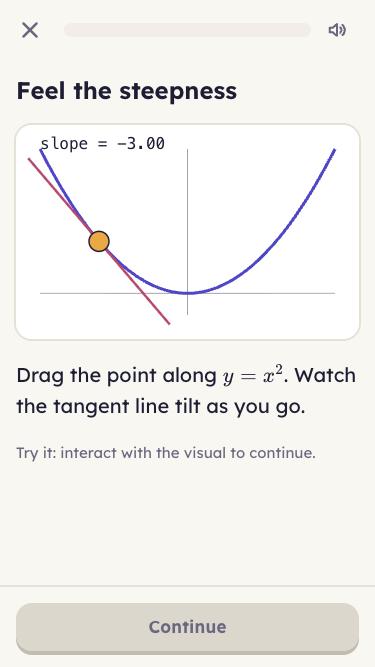 Feel the steepness
slope = −3.00
Drag the point along y = x². Watch
the tangent line tilt as you go.
Try it: interact with the visual to continue.
Continue